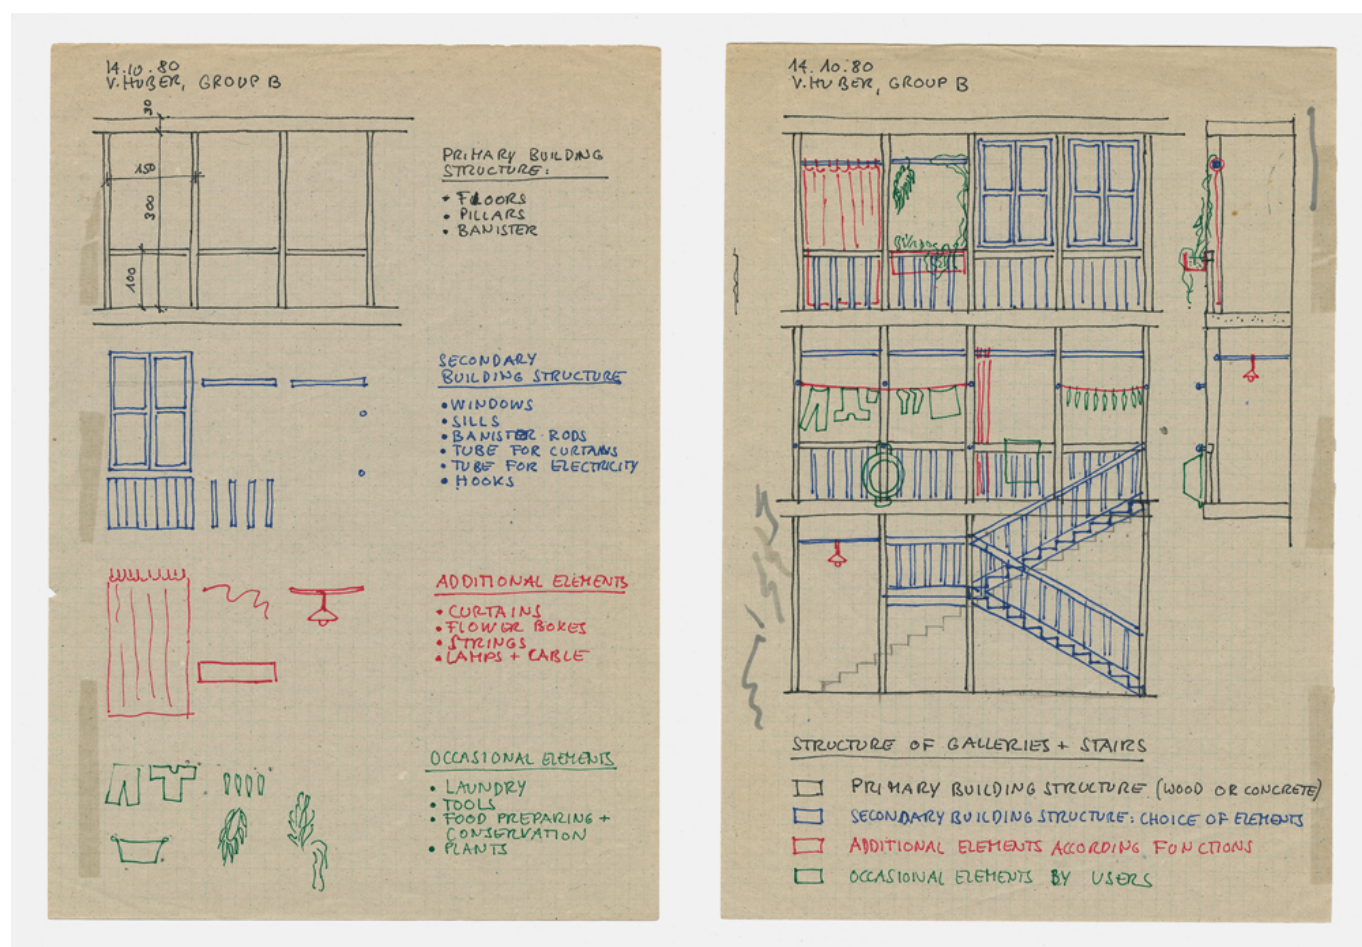 14.10.80
V. HUBER, GROUP B
30
150
300
100
PRIMARY BUILDING
STRUCTURE:
• FLOORS
• PILLARS
• BANISTER
SECONDARY
BUILDING STRUCTURE
• WINDOWS
• SILLS
• BANISTER RODS
• TUBE FOR CURTAINS
• TUBE FOR ELECTRICITY
• HOOKS
ADDITIONAL ELEMENTS
• CURTAINS
• FLOWER BOXES
• STRINGS
• LAMPS + CABLE
OCCASIONAL ELEMENTS
• LAUNDRY
• TOOLS
• FOOD PREPARING +
CONSERVATION
• PLANTS
14.10.80
V. HUBER, GROUP B
STRUCTURE OF GALLERIES + STAIRS
PRIMARY BUILDING STRUCTURE (WOOD OR CONCRETE)
SECONDARY BUILDING STRUCTURE: CHOICE OF ELEMENTS
ADDITIONAL ELEMENTS ACCORDING FUNCTIONS
OCCASIONAL ELEMENTS BY USERS